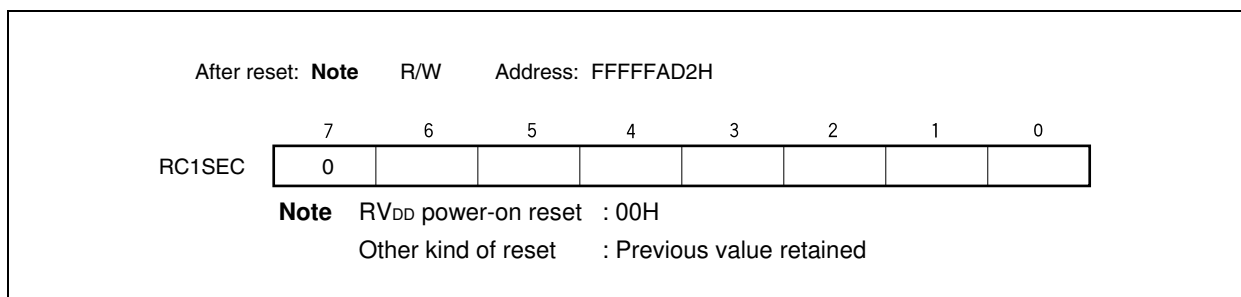 After reset: Note R/W Address: FFFFFAD2H
7 6 5 4 3 2 1 0
RC1SEC 0
Note RVDD power-on reset : 00H
Other kind of reset : Previous value retained